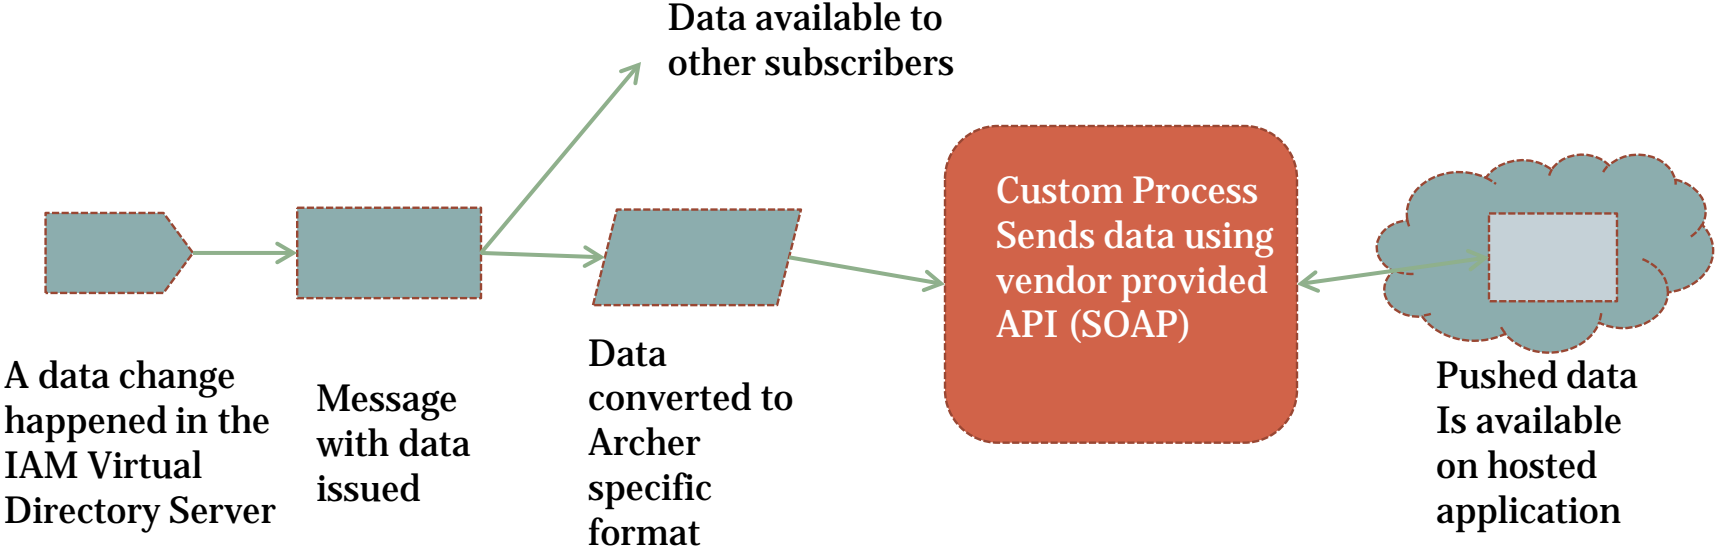 Data available to
other subscribers
Custom Process
Sends data using
vendor provided
API (SOAP)
A data change
happened in the
IAM Virtual
Directory Server
Message
with data
issued
Data
converted to
Archer
specific
format
Pushed data
Is available
on hosted
application